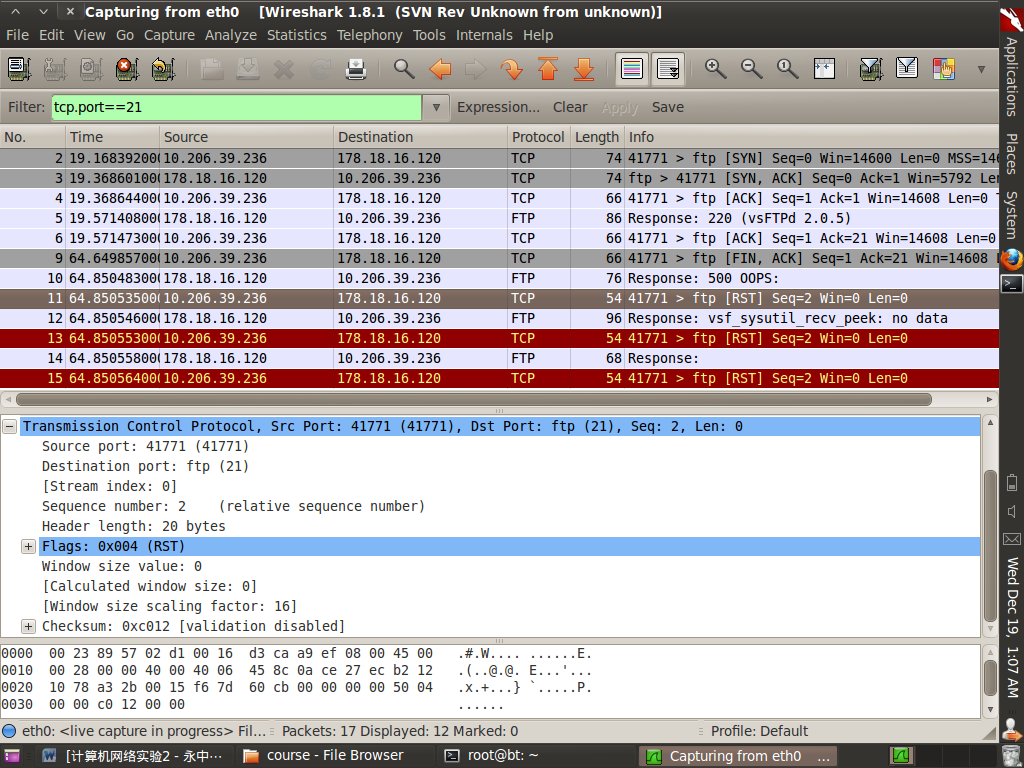 Capturing from eth0 [Wireshark 1.8.1 (SVN Rev Unknown from unknown)]
File Edit View Go Capture Analyze Statistics Telephony Tools Internals Help
Filter: tcp.port==21 Expression... Clear Apply Save
No. Time Source Destination Protocol Length Info
2 19.168392000 10.206.39.236 178.18.16.120 TCP 74 41771 > ftp [SYN] Seq=0 Win=14600 Len=0 MSS=146
3 19.368601000 178.18.16.120 10.206.39.236 TCP 74 ftp > 41771 [SYN, ACK] Seq=0 Ack=1 Win=5792 Len
4 19.368644000 10.206.39.236 178.18.16.120 TCP 66 41771 > ftp [ACK] Seq=1 Ack=1 Win=14608 Len=0 T
5 19.571408000 178.18.16.120 10.206.39.236 FTP 86 Response: 220 (vsFTPd 2.0.5)
6 19.571473000 10.206.39.236 178.18.16.120 TCP 66 41771 > ftp [ACK] Seq=1 Ack=21 Win=14608 Len=0
9 64.649857000 10.206.39.236 178.18.16.120 TCP 66 41771 > ftp [FIN, ACK] Seq=1 Ack=21 Win=14608
10 64.850483000 178.18.16.120 10.206.39.236 FTP 76 Response: 500 OOPS:
11 64.850535000 10.206.39.236 178.18.16.120 TCP 54 41771 > ftp [RST] Seq=2 Win=0 Len=0
12 64.850546000 178.18.16.120 10.206.39.236 FTP 96 Response: vsf_sysutil_recv_peek: no data
13 64.850553000 10.206.39.236 178.18.16.120 TCP 54 41771 > ftp [RST] Seq=2 Win=0 Len=0
14 64.850558000 178.18.16.120 10.206.39.236 FTP 68 Response:
15 64.850564000 10.206.39.236 178.18.16.120 TCP 54 41771 > ftp [RST] Seq=2 Win=0 Len=0
Transmission Control Protocol, Src Port: 41771 (41771), Dst Port: ftp (21), Seq: 2, Len: 0
Source port: 41771 (41771)
Destination port: ftp (21)
[Stream index: 0]
Sequence number: 2 (relative sequence number)
Header length: 20 bytes
Flags: 0x004 (RST)
Window size value: 0
[Calculated window size: 0]
[Window size scaling factor: 16]
Checksum: 0xc012 [validation disabled]
0000 00 23 89 57 02 d1 00 16 d3 ca a9 ef 08 00 45 00 .#.W.... ......E.
0010 00 28 00 00 40 00 40 06 45 8c 0a ce 27 ec b2 12 .(..@.@. E...'...
0020 10 78 a3 2b 00 15 f6 7d 60 cb 00 00 00 00 50 04 .x.+...} `.....P.
0030 00 00 c0 12 00 00 ......
eth0: <live capture in progress> Fil... Packets: 17 Displayed: 12 Marked: 0 Profile: Default
[计算机网络实验2 - 永中... course - File Browser root@bt: ~ Capturing from eth0 ...
Applications
Places
System
Wed Dec 19, 1:07 AM